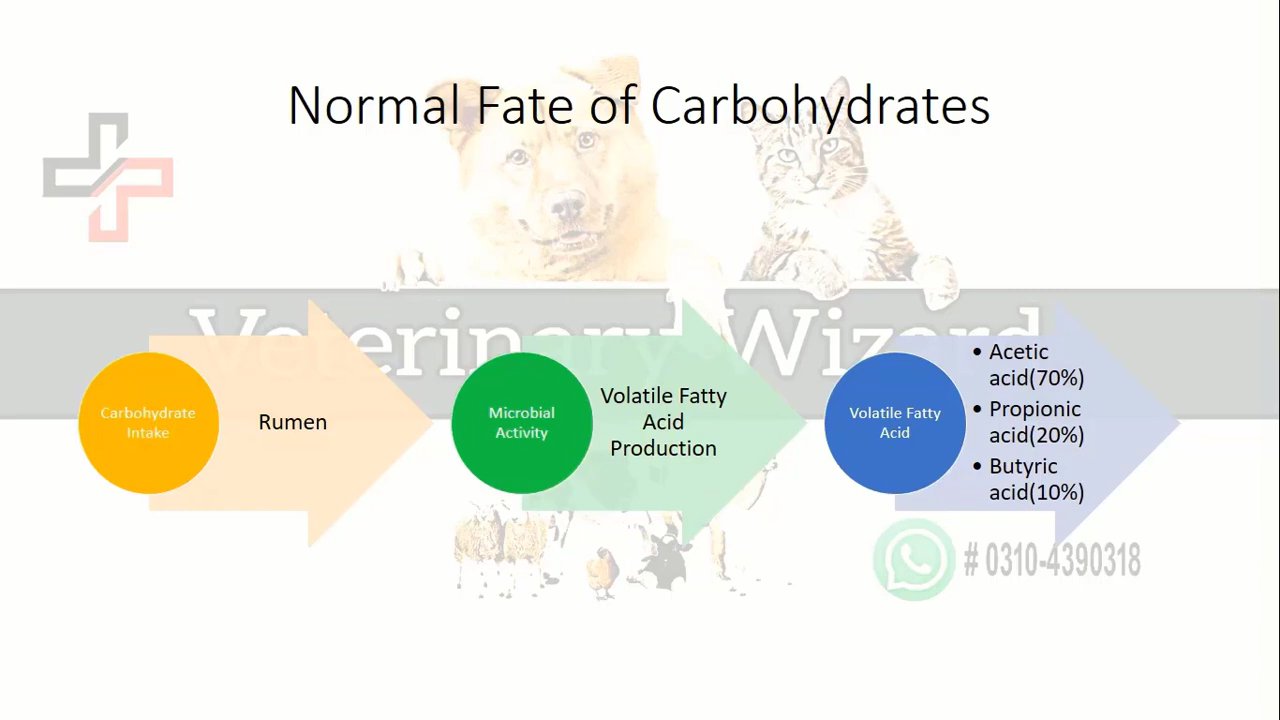 Normal Fate of Carbohydrates
Veterinary Wizard
Carbohydrate
Intake
Rumen
Microbial
Activity
Volatile Fatty
Acid
Production
Volatile Fatty
Acid
• Acetic
acid(70%)
• Propionic
acid(20%)
• Butyric
acid(10%)
# 0310-4390318